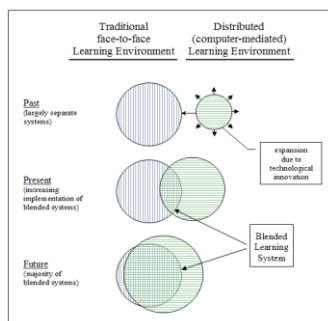 Traditional
face-to-face
Learning Environment
Distributed
(computer-mediated)
Learning Environment
Past
(largely separate
systems)
expansion
due to
technological
innovation
Present
(increasing
implementation of
blended systems)
Blended
Learning
System
Future
(majority of
blended systems)